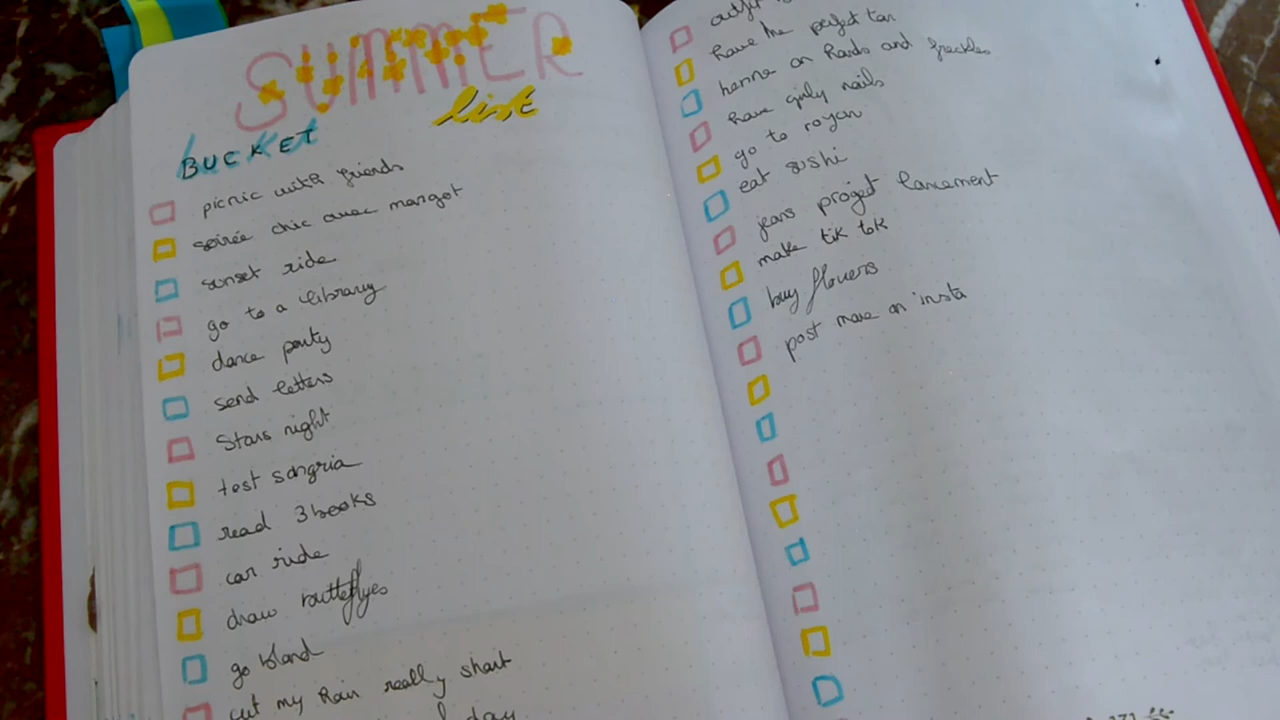 SUMMER
BUCKET list
picnic with friends
soirée chic avec margot
sunset ride
go to a library
dance party
send letters
Stars night
test sangria
read 3 books
car ride
draw
go blond
cut my hair really short
day
have the perfect tan
henna on hands and freckles
have girly nails
go to royan
eat sushi
jeans project lancement
make tik tok
buy flowers
post more on insta